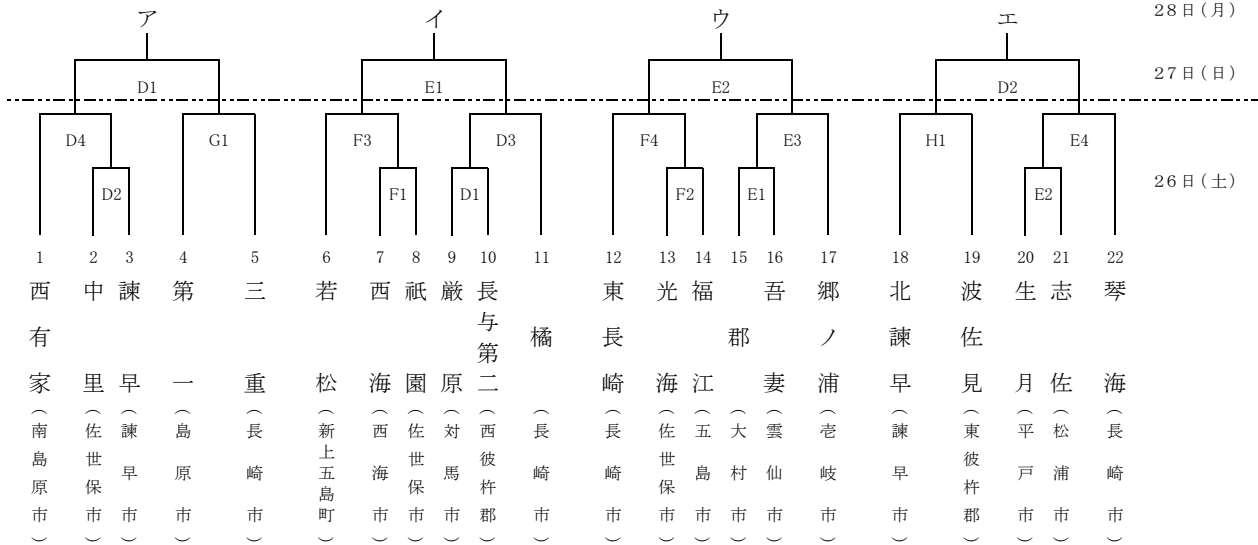 28日(月)
ア イ ウ エ
27日(日)
D1 E1 E2 D2
D4 G1 F3 D3 F4 E3 H1 E4
26日(土)
D2 F1 D1 F2 E1 E2
1 2 3 4 5 6 7 8 9 10 11 12 13 14 15 16 17 18 19 20 21 22
西有家(南島原市)
中里(佐世保市)
諫早(諫早市)
第一(島原市)
三重(長崎市)
若松(新上五島町)
西海(西海市)
祇園(佐世保市)
厳原(対馬市)
長与第二(西彼杵郡)
橘(長崎市)
東長崎(長崎市)
光海(佐世保市)
福江(五島市)
郡(大村市)
吾妻(雲仙市)
郷ノ浦(壱岐市)
北諫早(諫早市)
波佐見(東彼杵郡)
生月(平戸市)
志佐(松浦市)
琴海(長崎市)